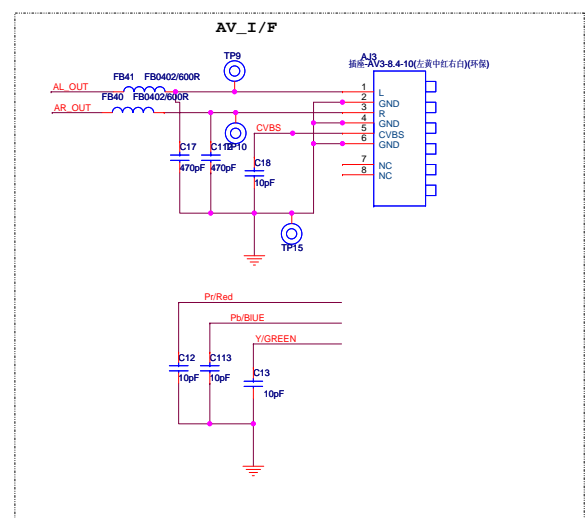 AV_I/F
TP9
AJ3
插座-AV3-8.4-10(左黄中红右白)(环保)
FB41 FB0402/600R
AL_OUT
FB40 FB0402/600R
AR_OUT
1 L
2 GND
3 R
4 GND
5 CVBS
6 GND
7 NC
8 NC
CVBS
TP10
C17
470pF
470pF
C18
10pF
TP15
Pr/Red
Pb/BIUE
Y/GREEN
C12
10pF
C113
10pF
C13
10pF